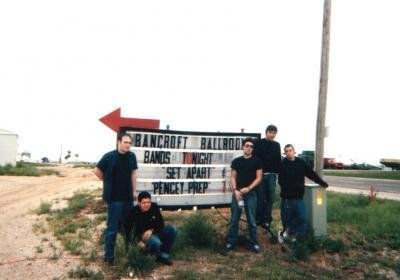 BANCROFT BALLROOM
BANDS TONIGHT
"SET APART
"PENCEY PREP"